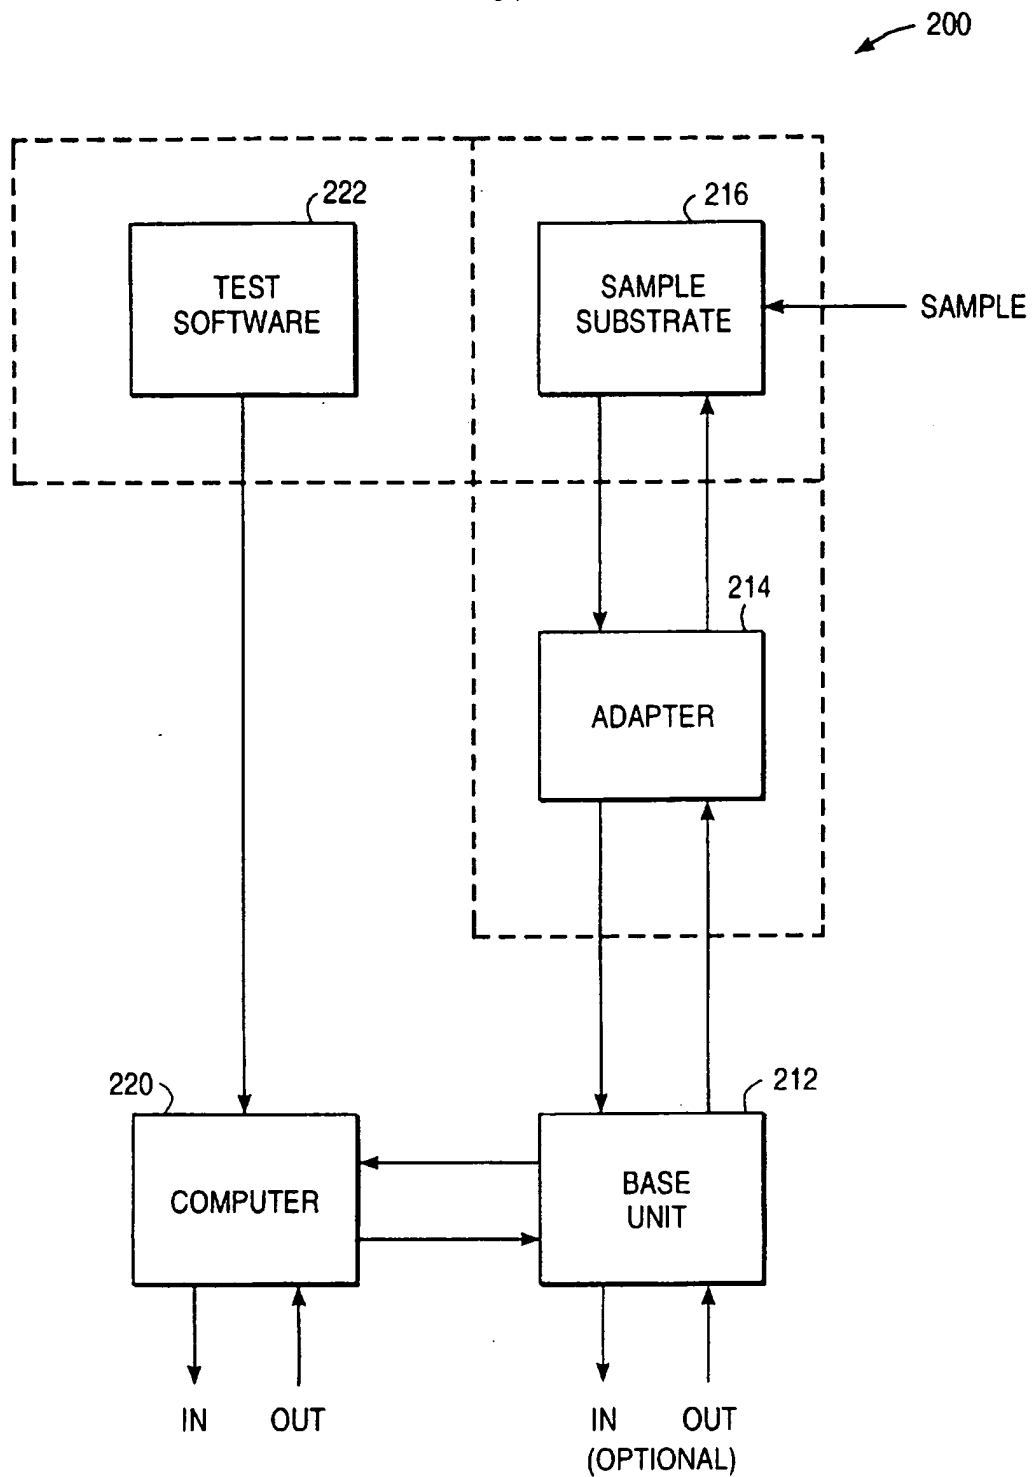 200
222
216
TEST
SOFTWARE
SAMPLE
SUBSTRATE
SAMPLE
214
ADAPTER
220
212
COMPUTER
BASE
UNIT
IN OUT
IN OUT
(OPTIONAL)